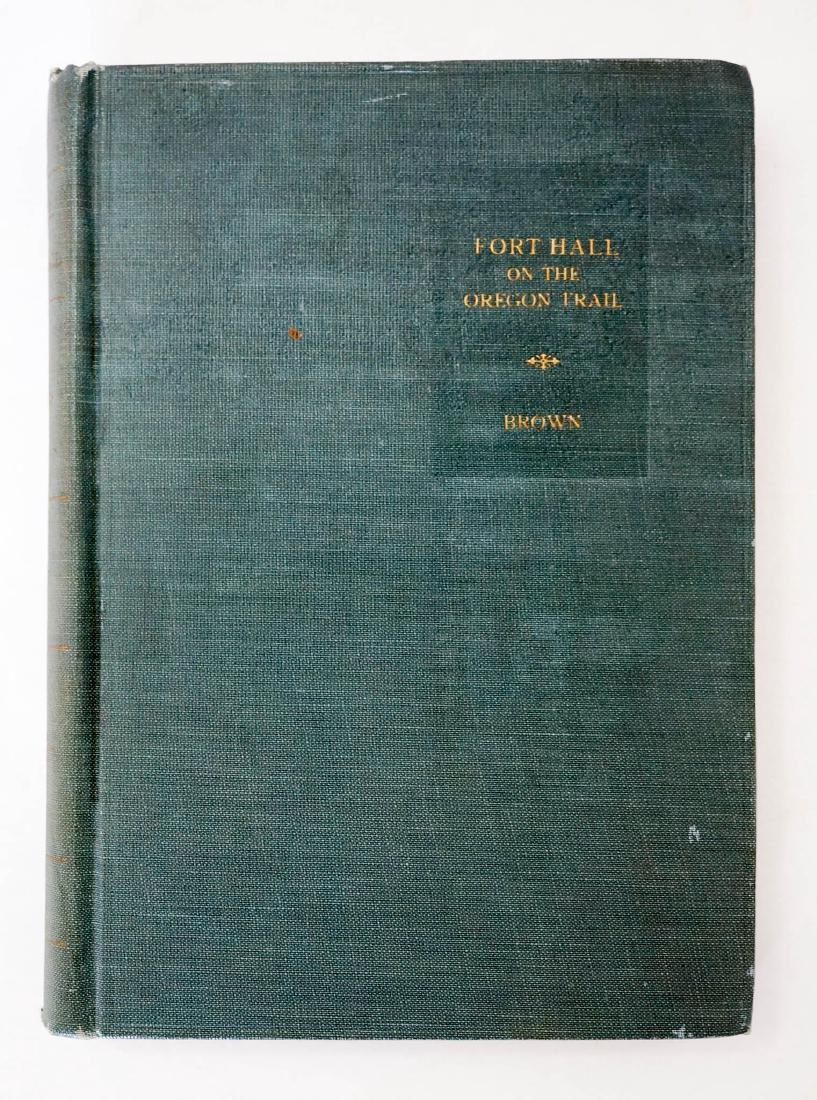 FORT HALL
ON THE
OREGON TRAIL
BROWN